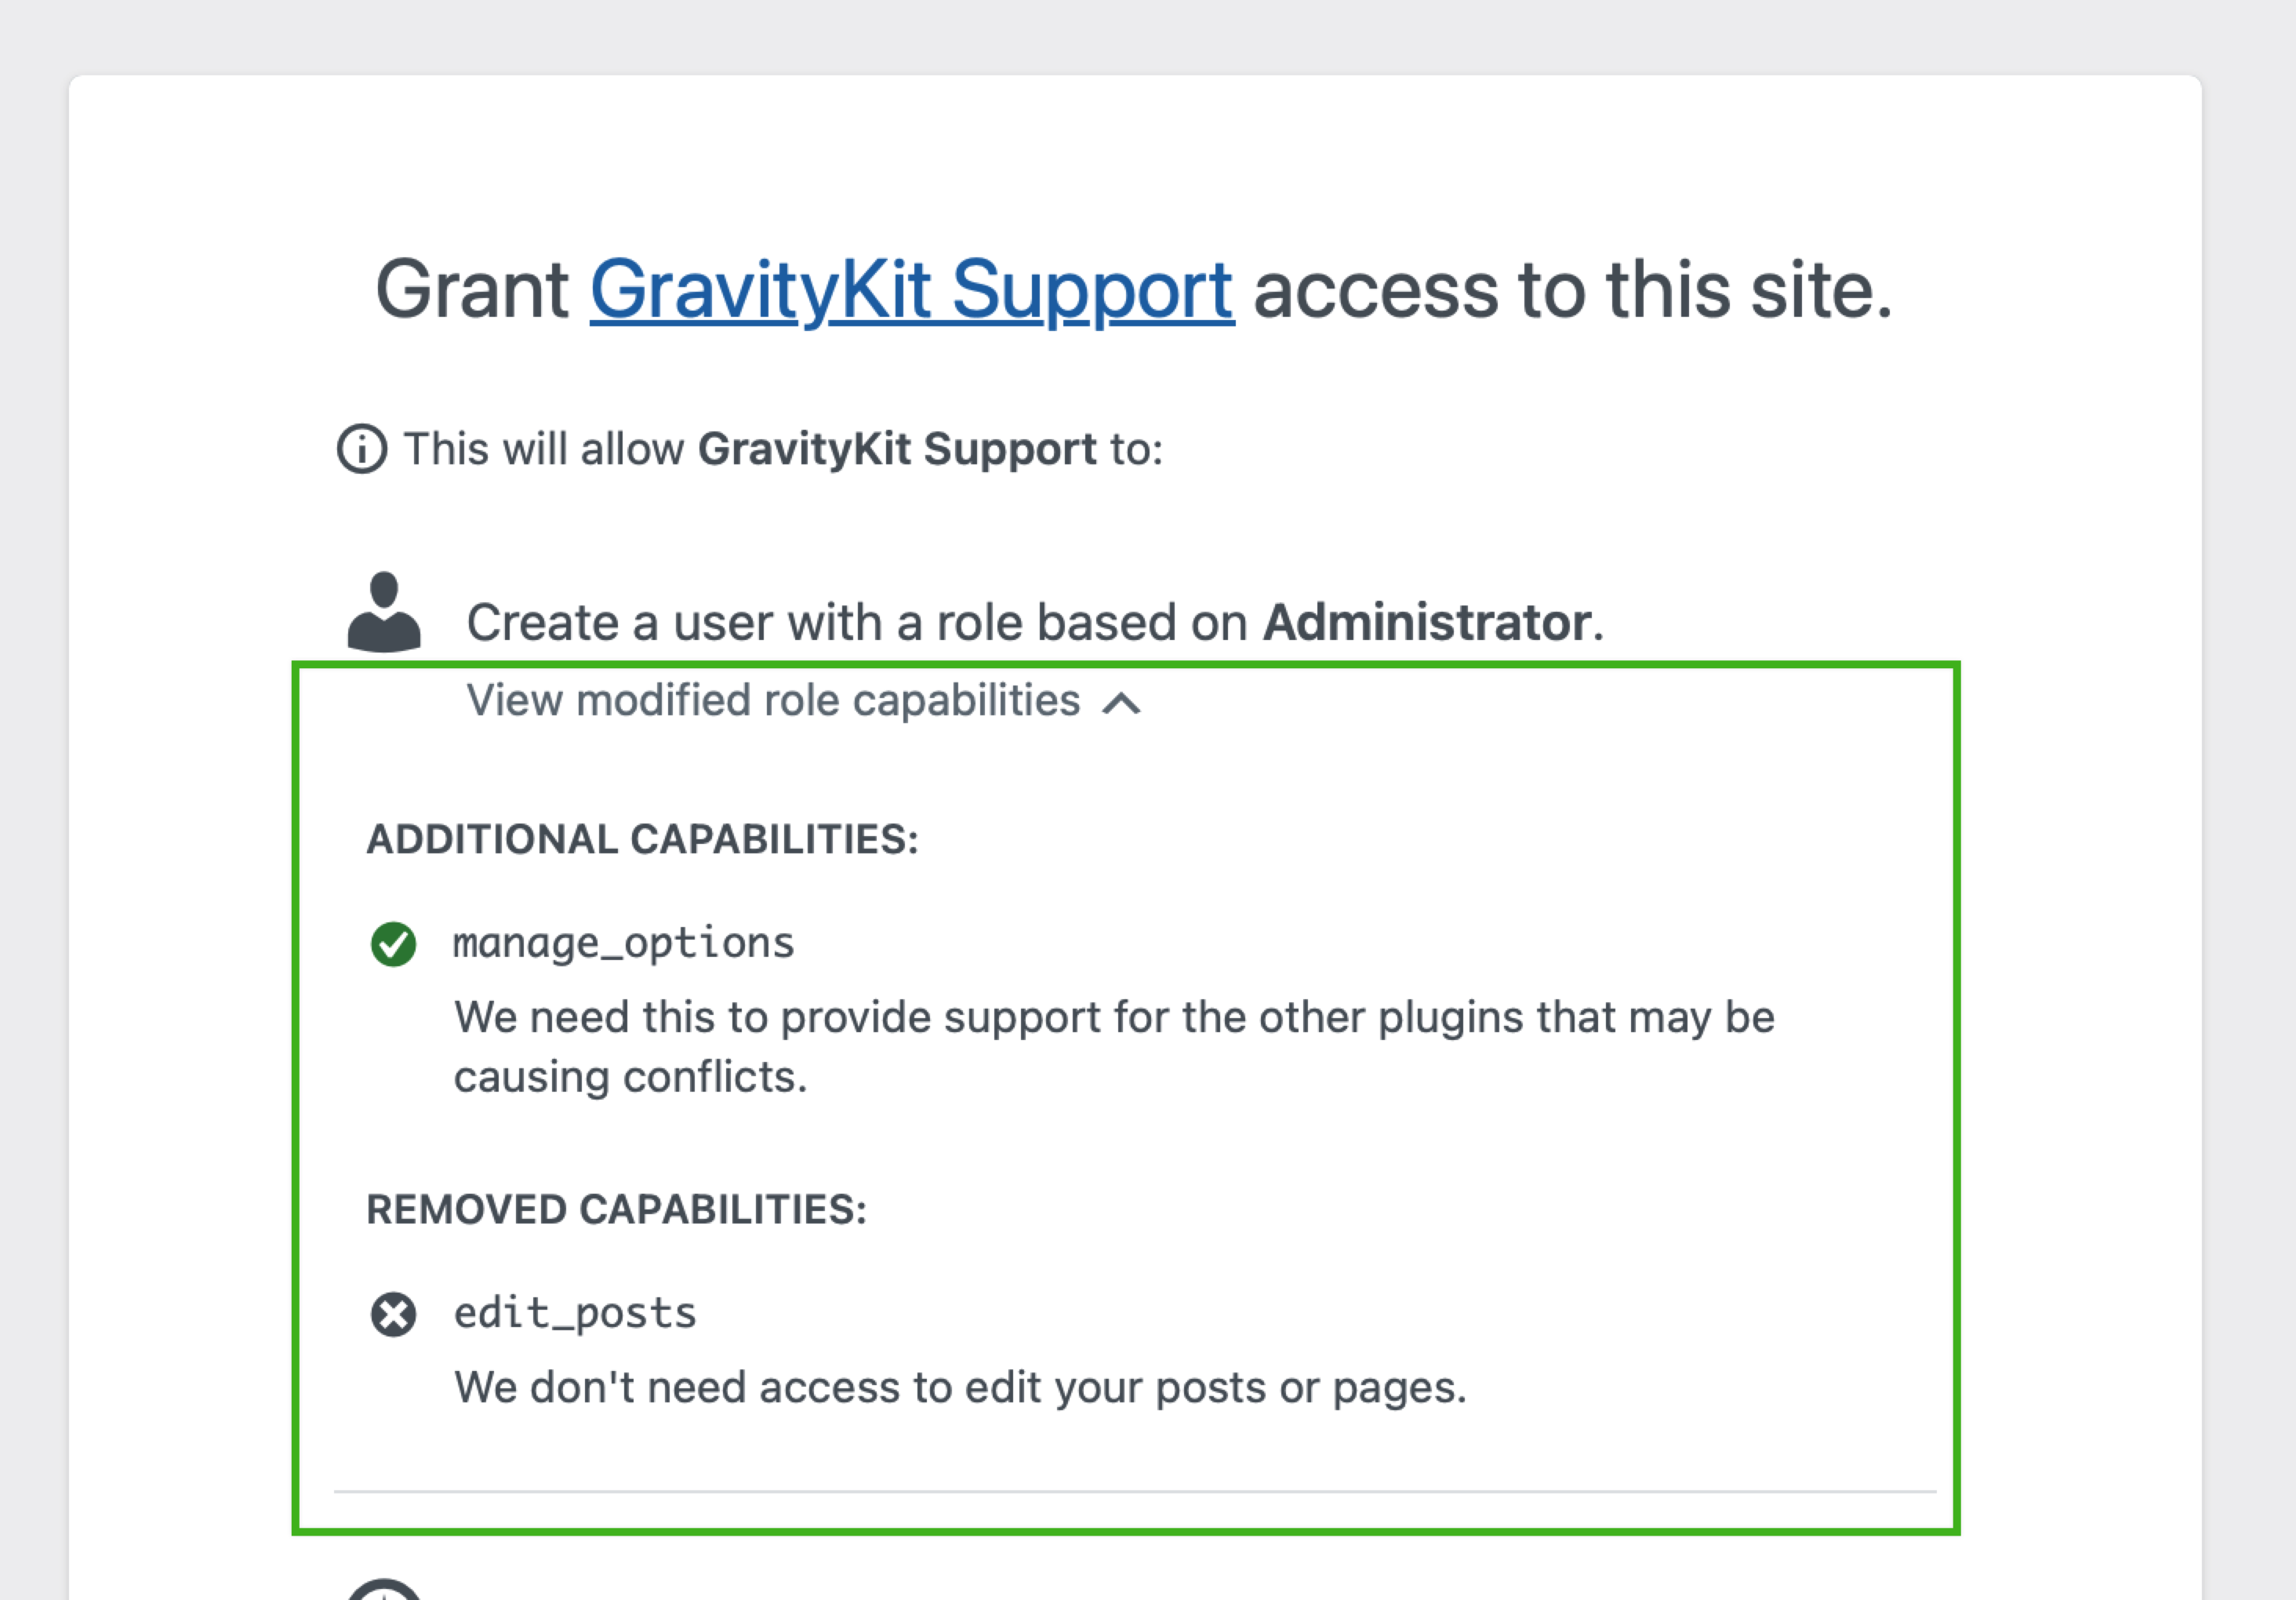 Grant GravityKit Support access to this site.
This will allow GravityKit Support to:
Create a user with a role based on Administrator.
View modified role capabilities
ADDITIONAL CAPABILITIES:
manage_options
We need this to provide support for the other plugins that may be
causing conflicts.
REMOVED CAPABILITIES:
edit_posts
We don't need access to edit your posts or pages.